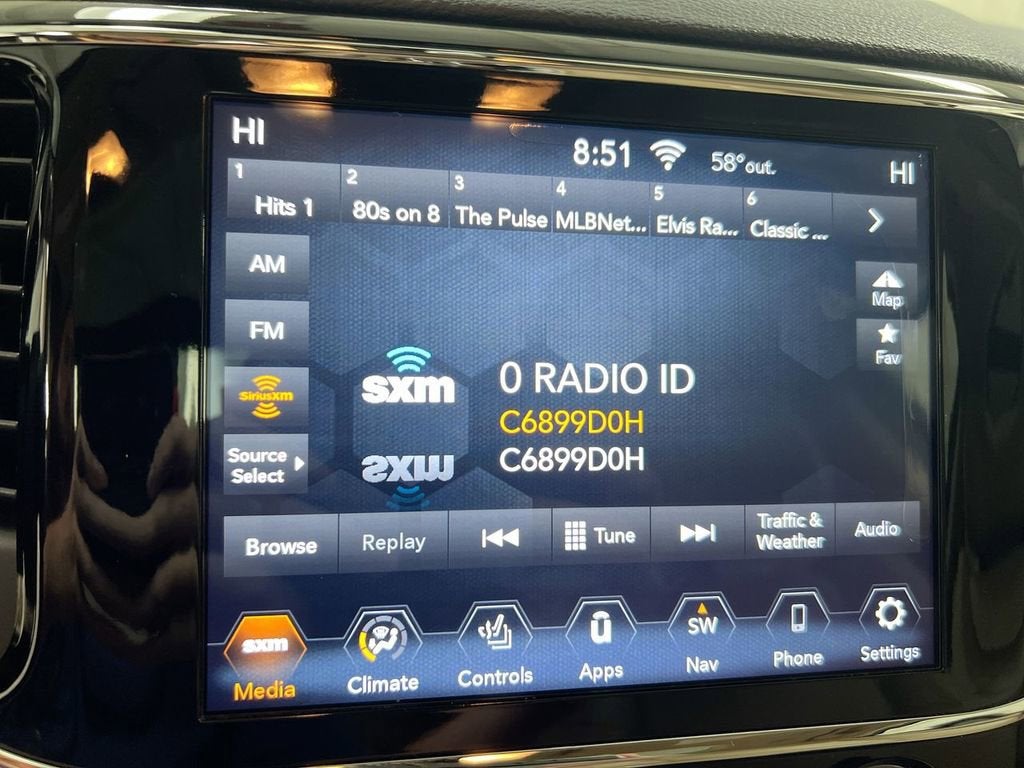 HI
8:51
58° out.
HI
1
Hits 1
2
80s on 8
3
The Pulse
4
MLBNet...
5
Elvis Ra...
6
Classic ...
AM
FM
SiriusXM
Source
Select
Map
Fav
sxm
0 RADIO ID
C6899D0H
C6899D0H
Browse
Replay
Tune
Traffic &
Weather
Audio
sxm
Media
Climate
Controls
ū
Apps
SW
Nav
Phone
Settings